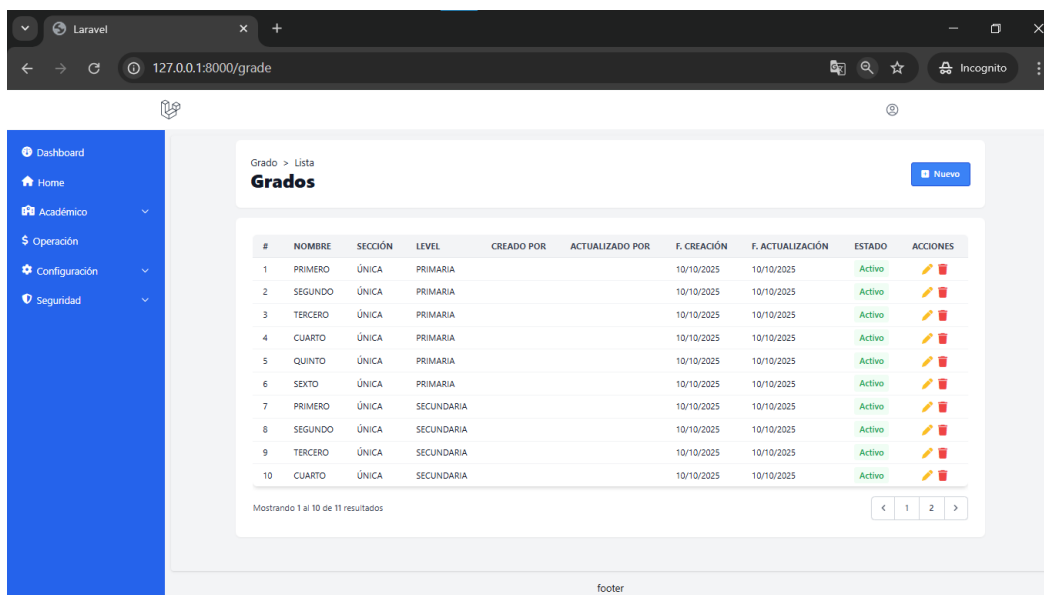 Laravel
127.0.0.1:8000/grade
Incognito
Dashboard
Home
Académico
$ Operación
Configuración
Seguridad
Grado > Lista
Grados
Nuevo
# NOMBRE SECCIÓN LEVEL CREADO POR ACTUALIZADO POR F. CREACIÓN F. ACTUALIZACIÓN ESTADO ACCIONES
1 PRIMERO ÚNICA PRIMARIA 10/10/2025 10/10/2025 Activo
2 SEGUNDO ÚNICA PRIMARIA 10/10/2025 10/10/2025 Activo
3 TERCERO ÚNICA PRIMARIA 10/10/2025 10/10/2025 Activo
4 CUARTO ÚNICA PRIMARIA 10/10/2025 10/10/2025 Activo
5 QUINTO ÚNICA PRIMARIA 10/10/2025 10/10/2025 Activo
6 SEXTO ÚNICA PRIMARIA 10/10/2025 10/10/2025 Activo
7 PRIMERO ÚNICA SECUNDARIA 10/10/2025 10/10/2025 Activo
8 SEGUNDO ÚNICA SECUNDARIA 10/10/2025 10/10/2025 Activo
9 TERCERO ÚNICA SECUNDARIA 10/10/2025 10/10/2025 Activo
10 CUARTO ÚNICA SECUNDARIA 10/10/2025 10/10/2025 Activo
Mostrando 1 al 10 de 11 resultados
< 1 2 >
footer